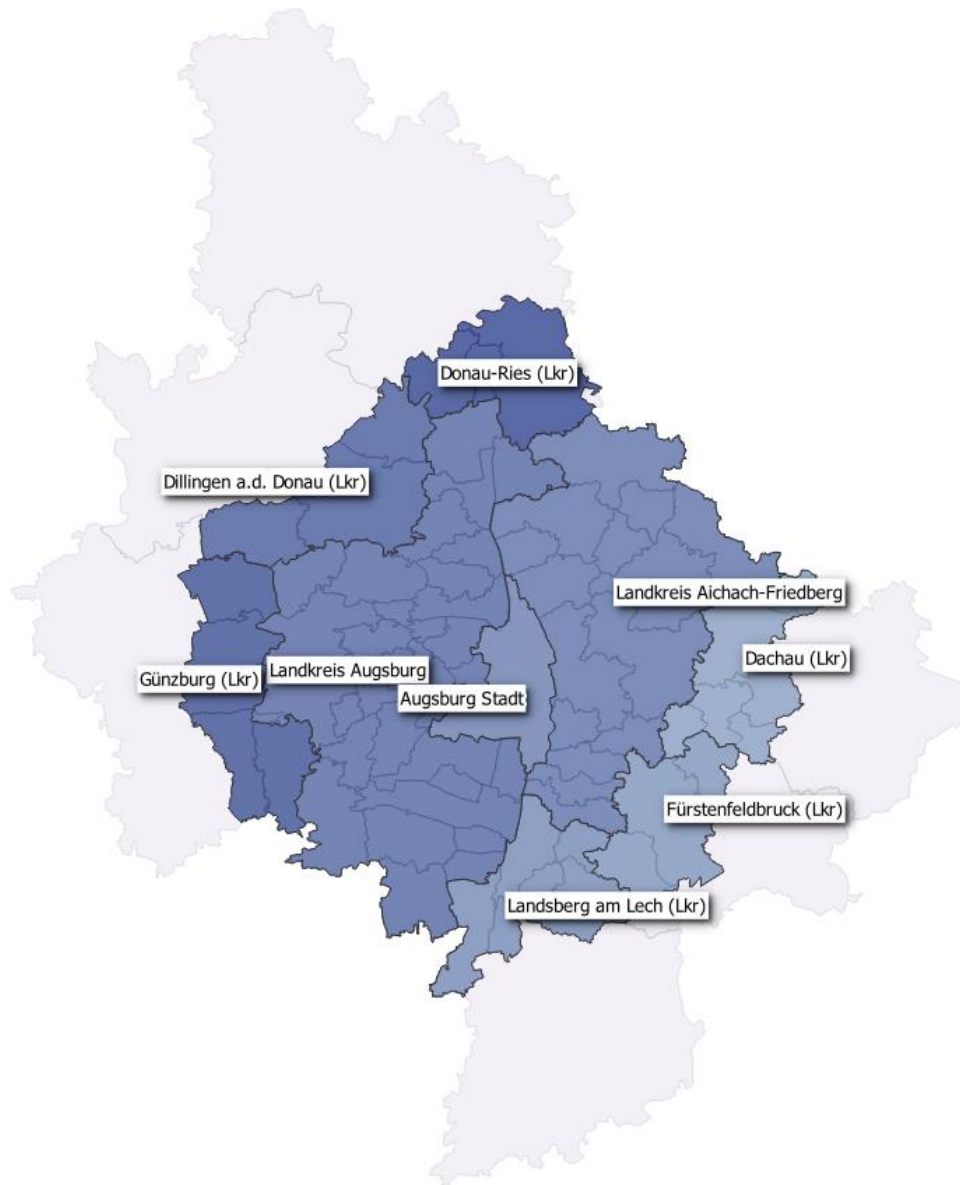 Donau-Ries (Lkr)
Dillingen a.d. Donau (Lkr)
Landkreis Aichach-Friedberg
Dachau (Lkr)
Landkreis Augsburg
Günzburg (Lkr)
Augsburg Stadt
Fürstenfeldbruck (Lkr)
Landsberg am Lech (Lkr)